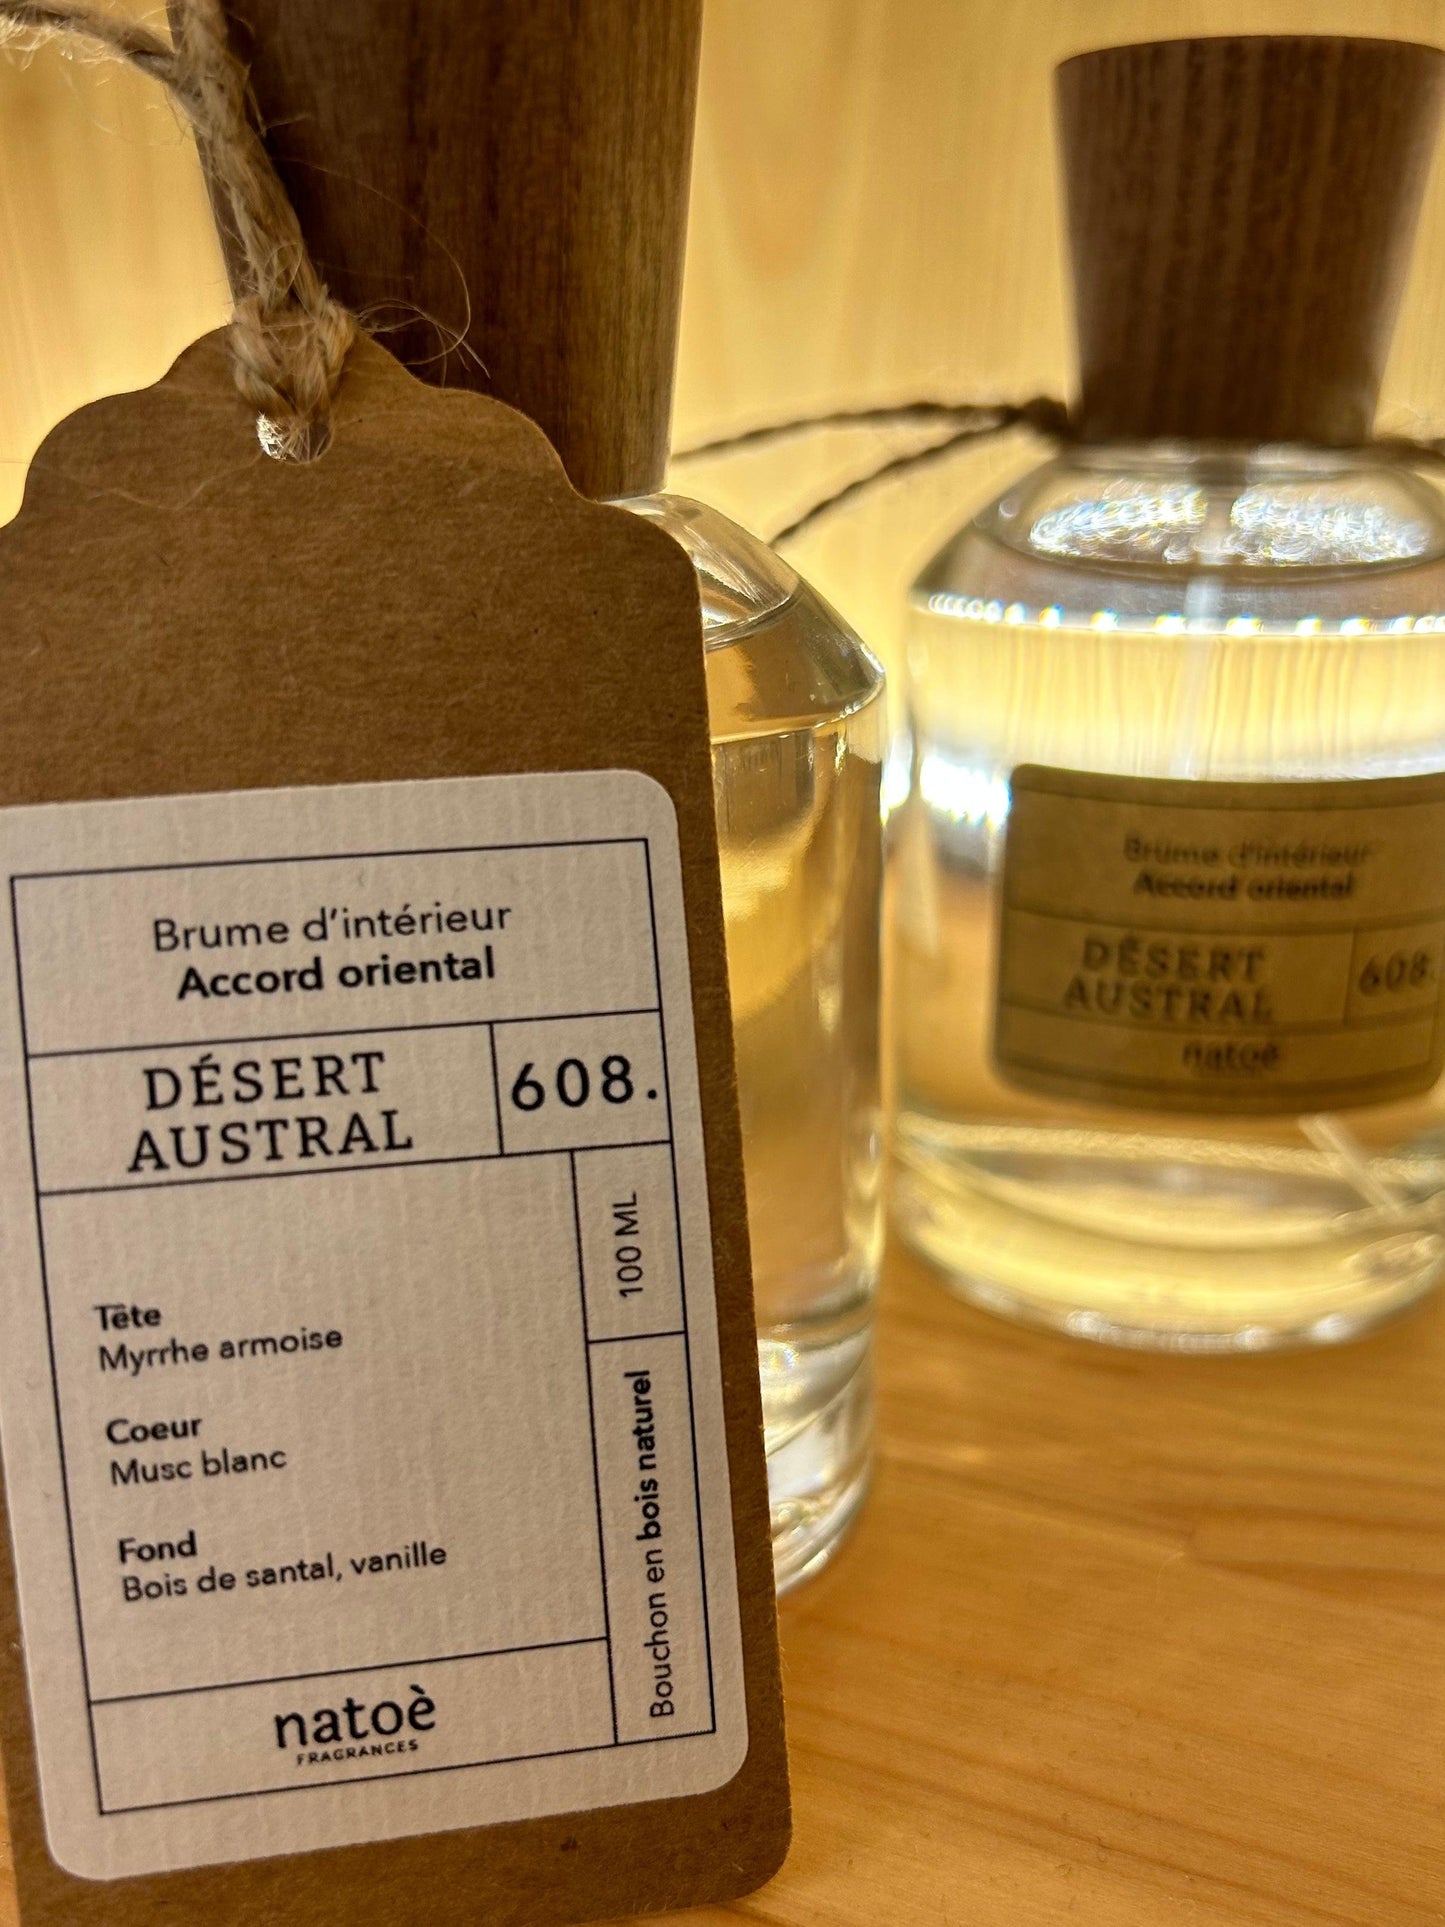 Brume d'intérieur
Accord oriental
DÉSERT
AUSTRAL
608.
100 ML
Tête
Myrrhe armoise
Coeur
Musc blanc
Fond
Bois de santal, vanille
Bouchon en bois naturel
natoè
FRAGRANCES
Brume d'intérieur
Accord oriental
DÉSERT
AUSTRAL
608.
natoè